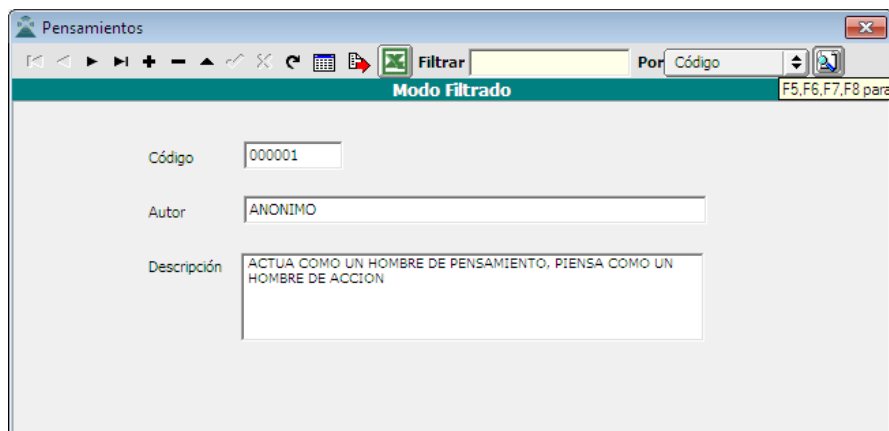 Pensamientos
Filtrar Por Código
Modo Filtrado
F5,F6,F7,F8 para
Código 000001
Autor ANONIMO
Descripción ACTUA COMO UN HOMBRE DE PENSAMIENTO, PIENSA COMO UN
HOMBRE DE ACCION